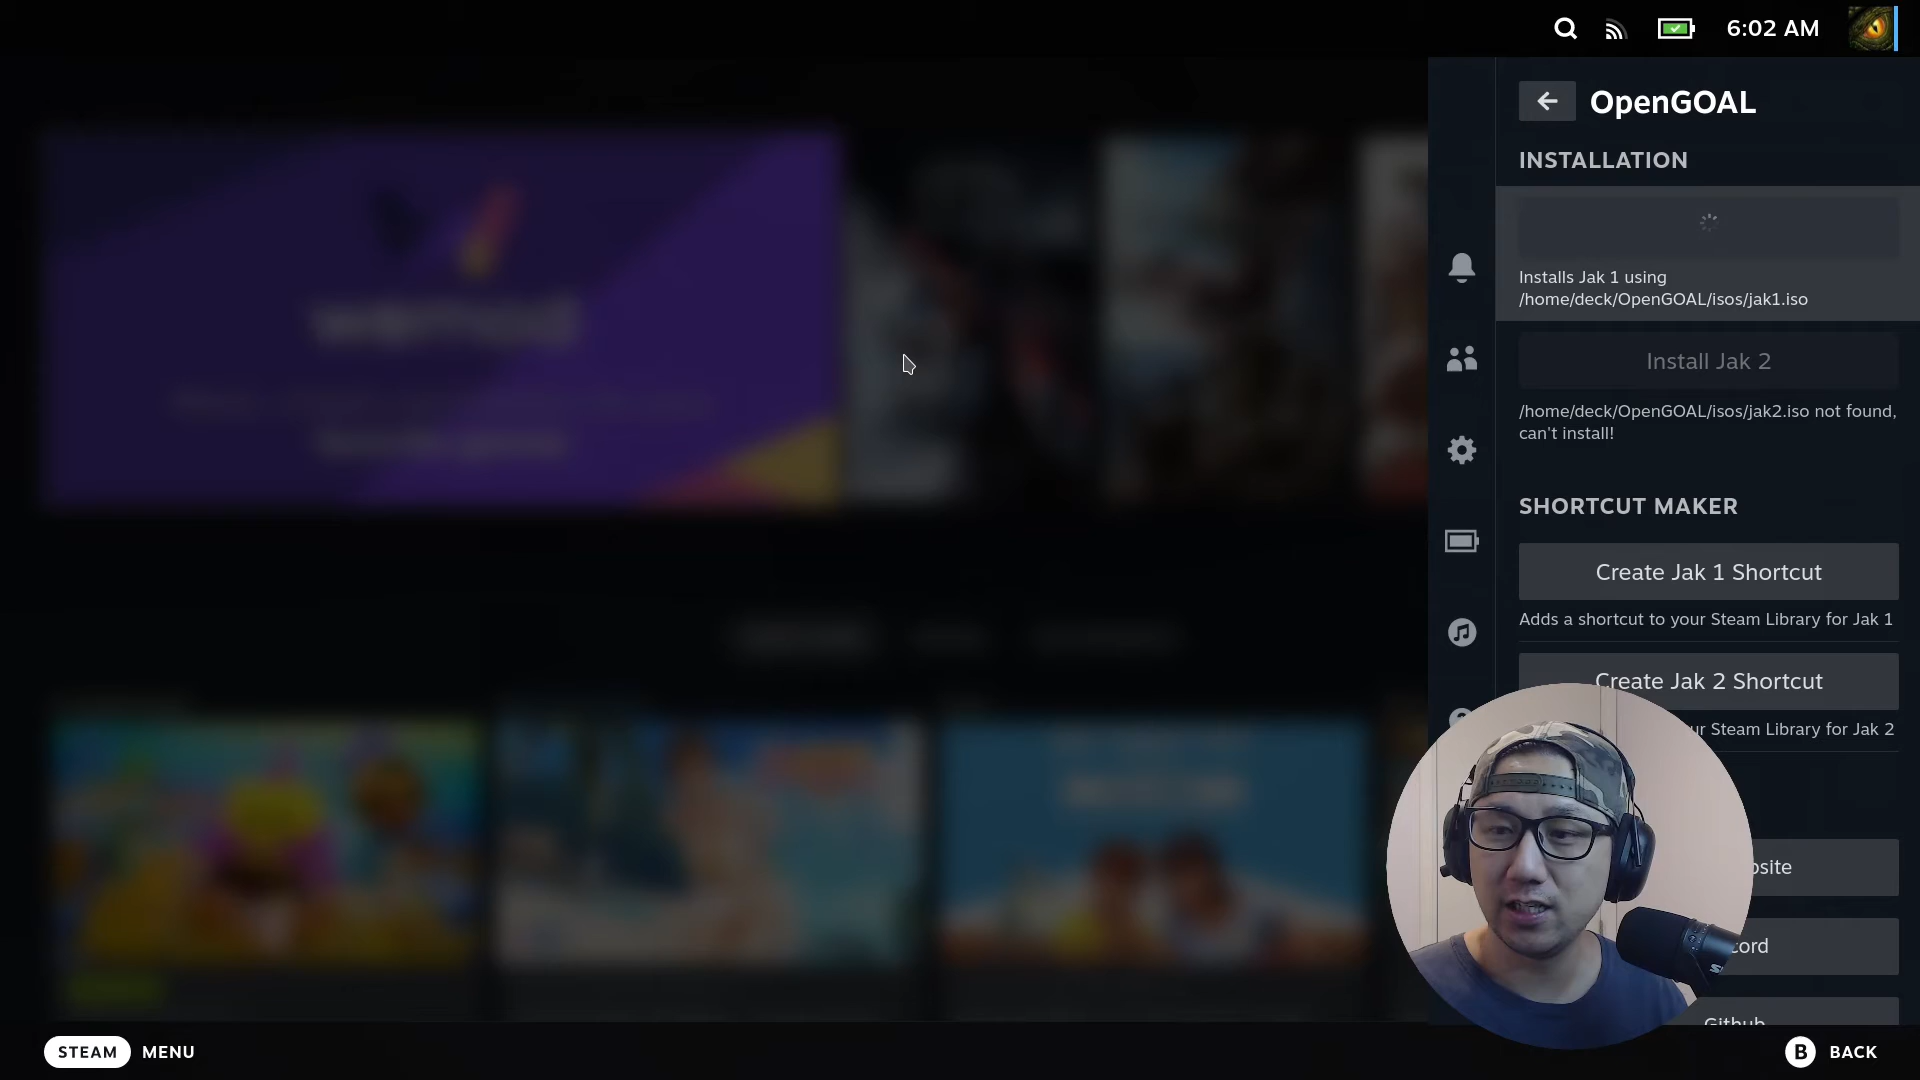 6:02 AM
OpenGOAL
INSTALLATION
Installs Jak 1 using
/home/deck/OpenGOAL/isos/jak1.iso
Install Jak 2
/home/deck/OpenGOAL/isos/jak2.iso not found,
can't install!
SHORTCUT MAKER
Create Jak 1 Shortcut
Adds a shortcut to your Steam Library for Jak 1
Create Jak 2 Shortcut
Steam Library for Jak 2
STEAM MENU
B BACK